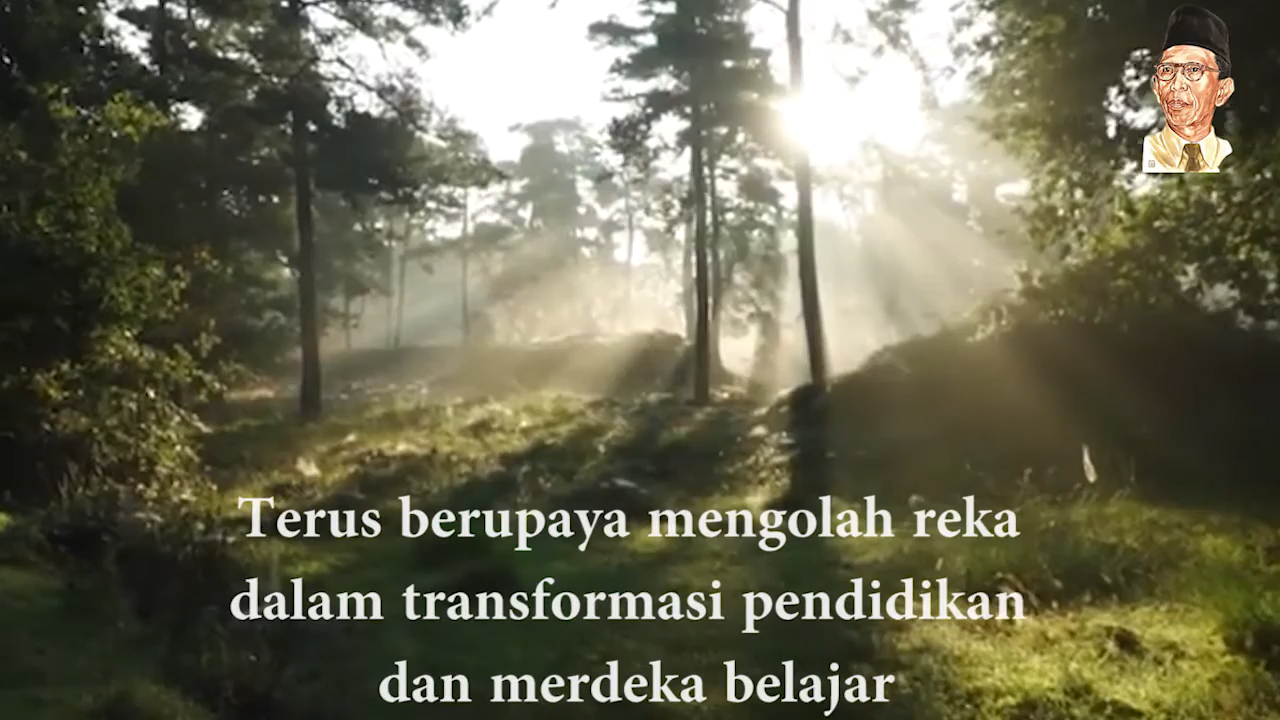 Terus berupaya mengolah reka
dalam transformasi pendidikan
dan merdeka belajar